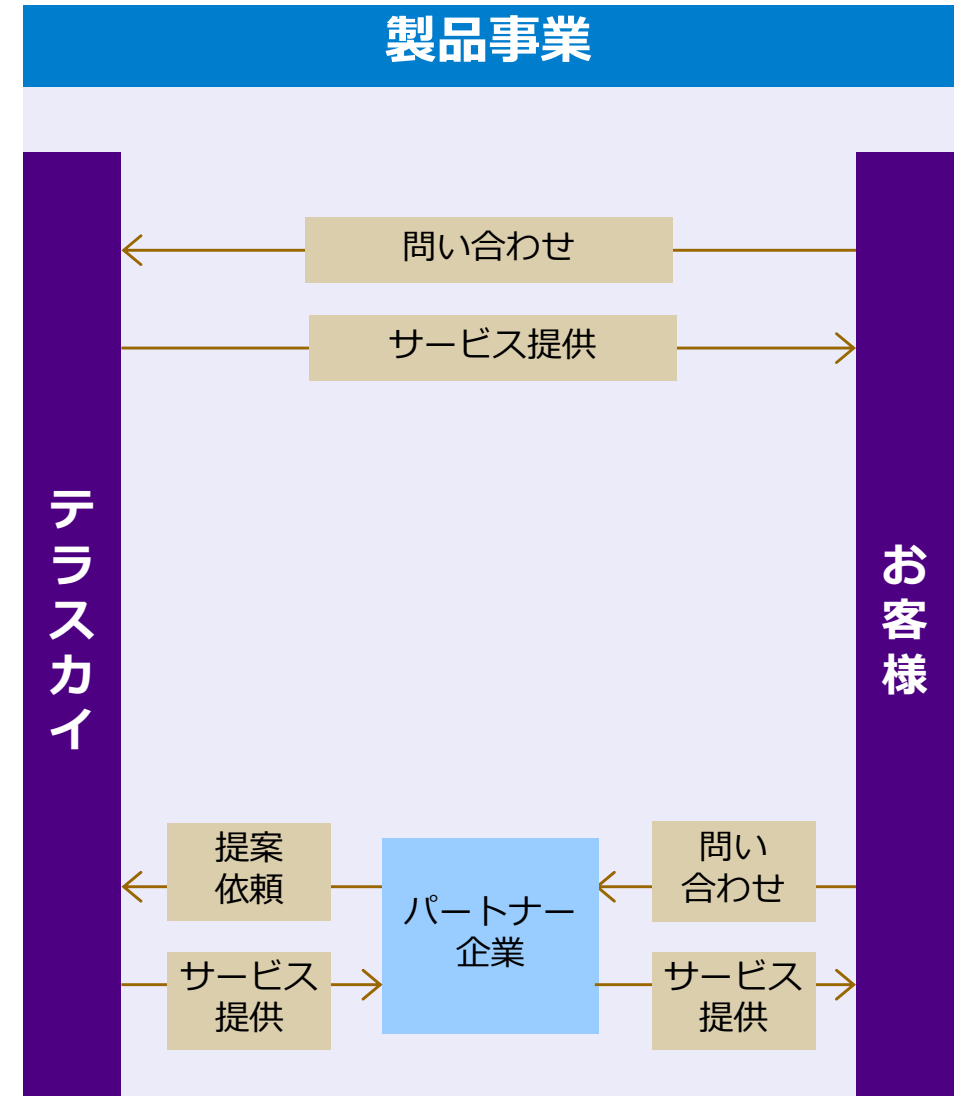 製品事業
問い合わせ
サービス提供
テラスカイ
お客様
提案
依頼
パートナー
企業
問い
合わせ
サービス
提供
サービス
提供